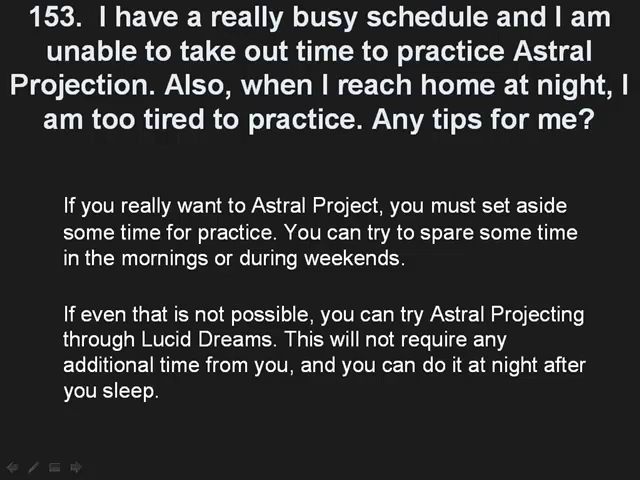 153.  I have a really busy schedule and I am
unable to take out time to practice Astral
Projection. Also, when I reach home at night, I
am too tired to practice. Any tips for me?
If you really want to Astral Project, you must set aside
some time for practice. You can try to spare some time
in the mornings or during weekends.
If even that is not possible, you can try Astral Projecting
through Lucid Dreams. This will not require any
additional time from you, and you can do it at night after
you sleep.